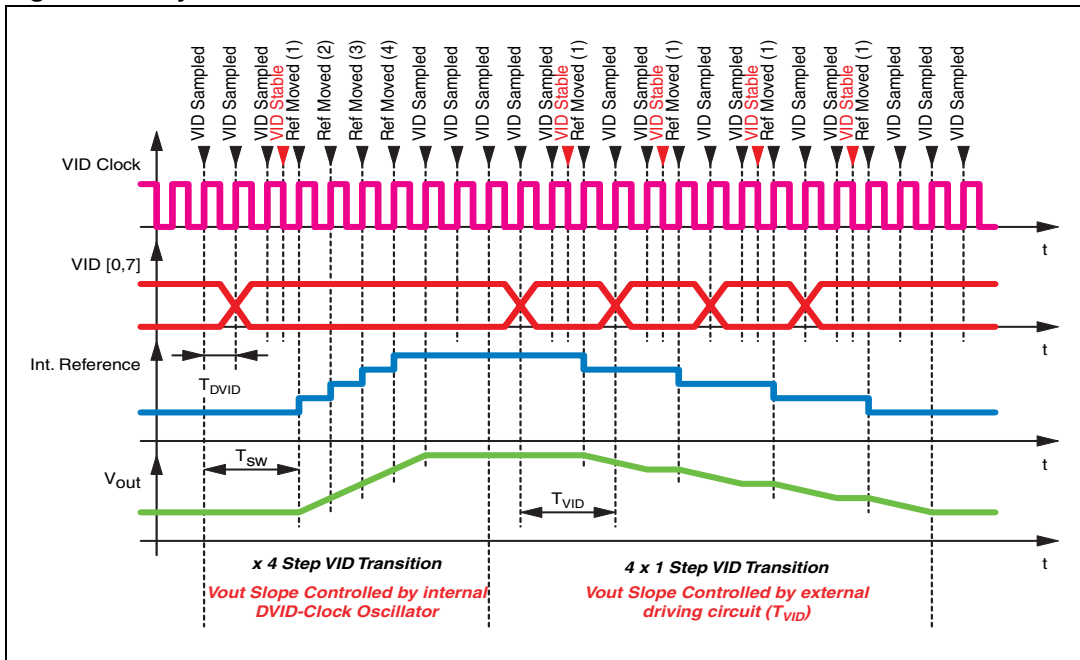 VID Sampled
VID Sampled
VID Sampled
VID Stable
Ref Moved (1)
Ref Moved (2)
Ref Moved (3)
Ref Moved (4)
VID Sampled
VID Sampled
VID Sampled
VID Sampled
VID Sampled
VID Stable
Ref Moved (1)
VID Sampled
VID Sampled
VID Stable
Ref Moved (1)
VID Sampled
VID Sampled
VID Stable
Ref Moved (1)
VID Sampled
VID Sampled
VID Stable
Ref Moved (1)
VID Sampled
VID Sampled
VID Sampled
VID Clock
t
VID [0,7]
t
Int. Reference
TDVID
t
Tsw
Vout
TVID
t
x 4 Step VID Transition
Vout Slope Controlled by internal
DVID-Clock Oscillator
4 x 1 Step VID Transition
Vout Slope Controlled by external
driving circuit (TVID)